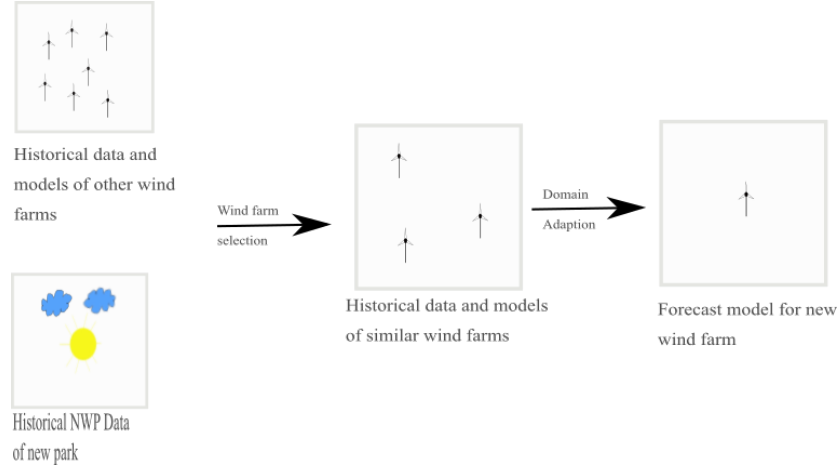 Historical data and
models of other wind
farms
Wind farm
selection
Historical NWP Data
of new park
Historical data and models
of similar wind farms
Domain
Adaption
Forecast model for new
wind farm